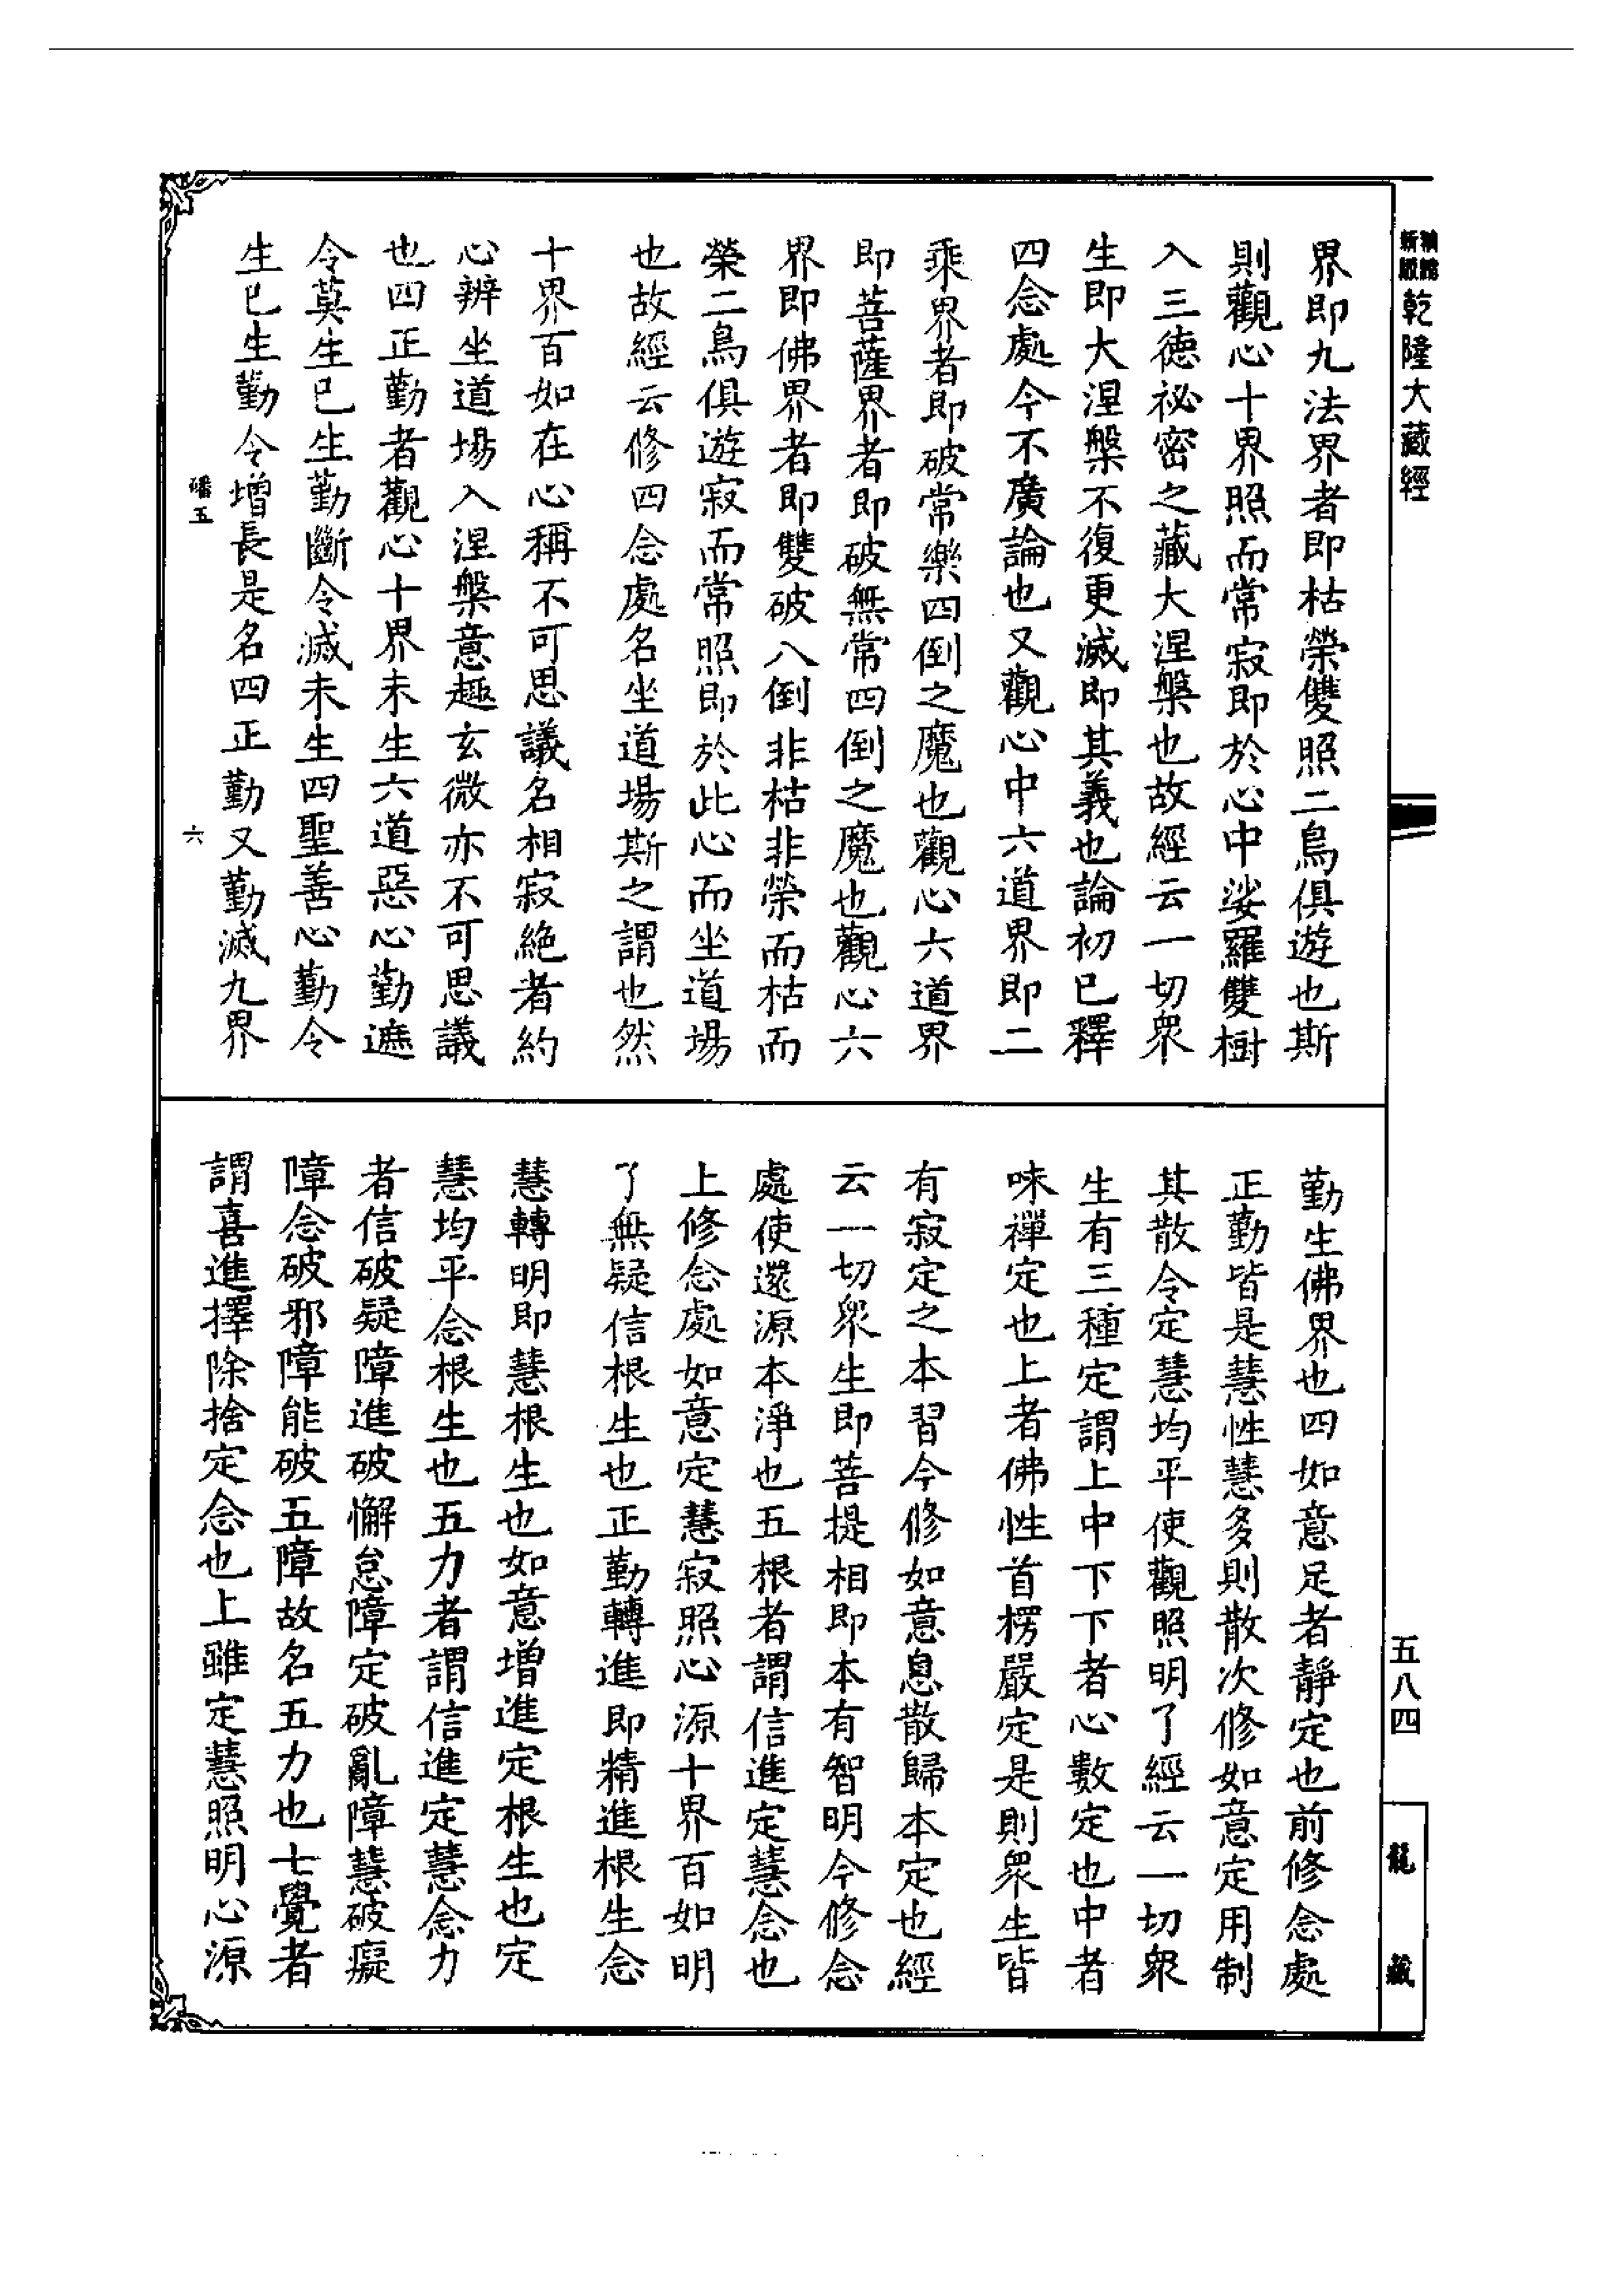 新版
精縮
乾隆大藏經
界即九法界者即枯榮雙照二鳥俱遊也斯
則觀心十界照而常寂即於心中娑羅雙樹
入三德祕密之藏大涅槃也故經云一切眾
生即大涅槃不復更滅即其義也論初已釋
四念處今不廣論也又觀心中六道界即二
乘界者即破常樂四倒之魔也觀心六道界
即菩薩界者即破無常四倒之魔也觀心六
界即佛界者即雙破八倒非枯非榮而枯而
榮二鳥俱遊寂而常照即於此心而坐道場
也故經云修四念處名坐道場斯之謂也然
十界百如在心稱不可思議名相寂絕者約
心辨坐道場入涅槃意趣玄微亦不可思議
也四正勤者觀心十界未生六道惡心勤遮
令莫生已生勤斷令滅未生四聖善心勤令
生已生勤令增長是名四正勤又勤滅九界
磻五
六
勤生佛界也四如意足者靜定也前修念處
正勤皆是慧性慧多則散次修如意定用制
其散令定慧均平使觀照明了經云一切眾
生有三種定謂上中下下者心數定也中者
味禪定也上者佛性首楞嚴定是則眾生皆
有寂定之本習今修如意息散歸本定也經
云一切眾生即菩提相即本有智明今修念
處使還源本淨也五根者謂信進定慧念也
上修念處如意定慧寂照心源十界百如明
了無疑信根生也正勤轉進即精進根生念
慧轉明即慧根生也如意增進定根生也定
慧均平念根生也五力者謂信進定慧念力
者信破疑障進破懈怠障定破亂障慧破癡
障念破邪障能破五障故名五力也七覺者
謂喜進擇除捨定念也上雖定慧照明心源
五八四
龍藏